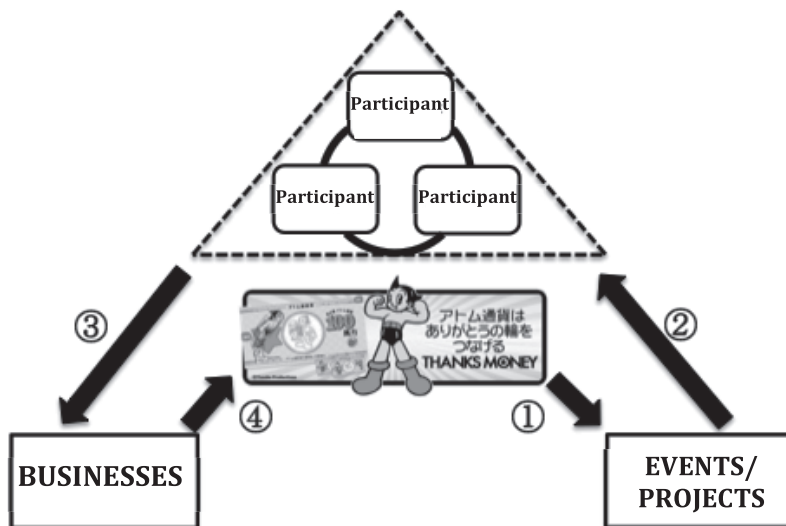 Participant
Participant
Participant
③
②
100
アトム通貨は
ありがとうの輪を
つなげる
THANKS MONEY
④
①
BUSINESSES
EVENTS/
PROJECTS